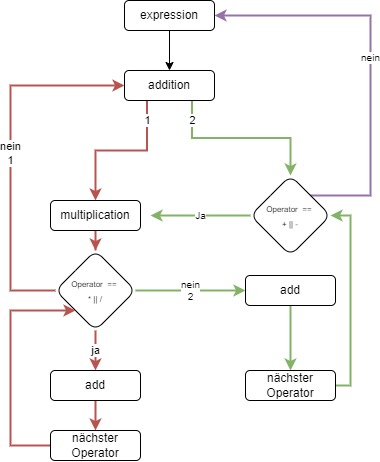 expression
nein
addition
1
2
nein
1
multiplication
Ja
Operator ==
+ || -
Operator ==
* || /
nein
2
add
ja
add
nächster
Operator
nächster
Operator